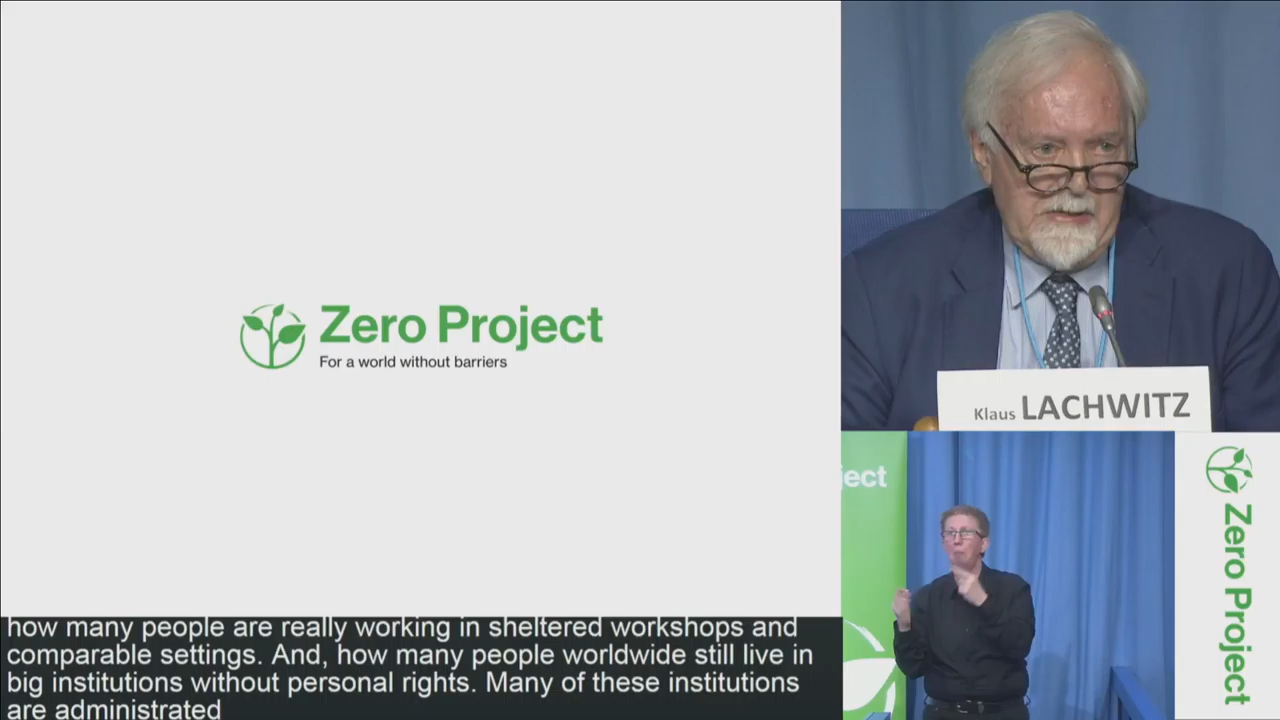 Zero Project
For a world without barriers
Klaus LACHWITZ
ject
Zero Project
how many people are really working in sheltered workshops and
comparable settings. And, how many people worldwide still live in
big institutions without personal rights. Many of these institutions
are administrated